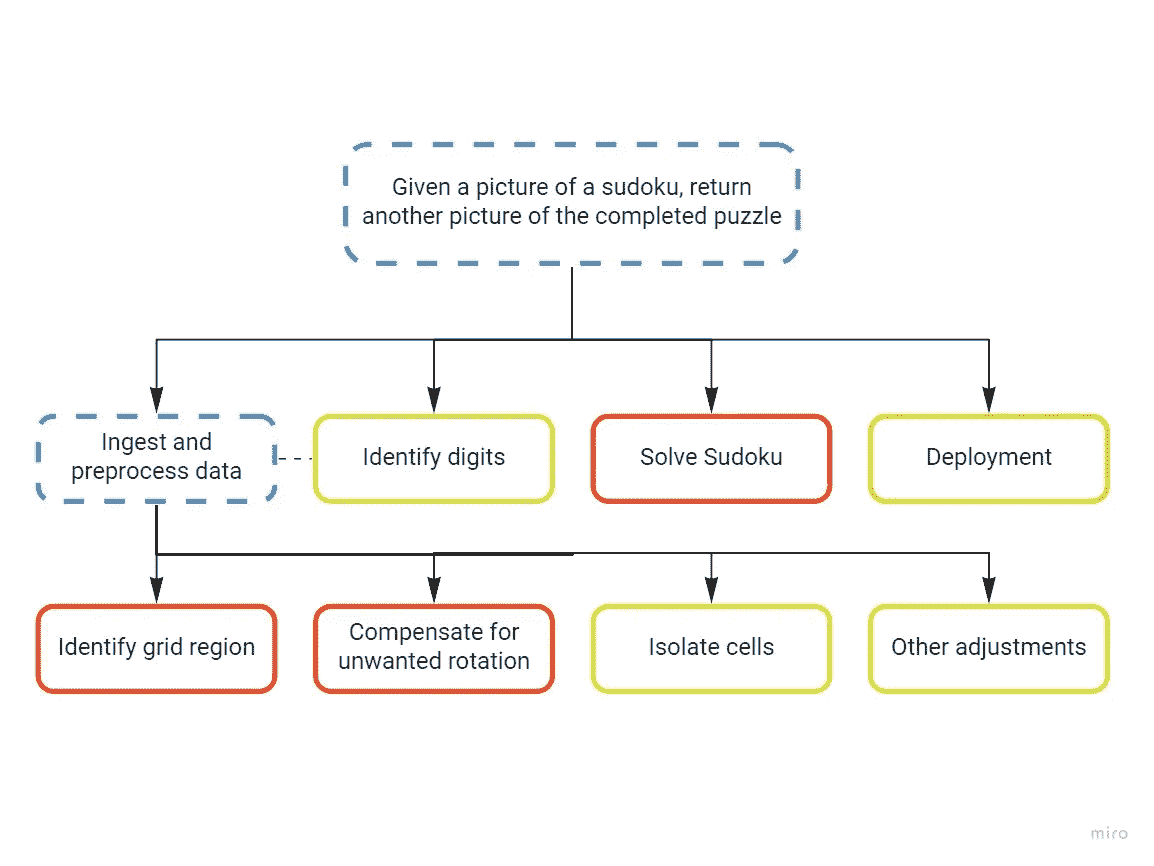 Given a picture of a sudoku, return
another picture of the completed puzzle
Ingest and
preprocess data
Identify digits
Solve Sudoku
Deployment
Identify grid region
Compensate for
unwanted rotation
Isolate cells
Other adjustments
miro